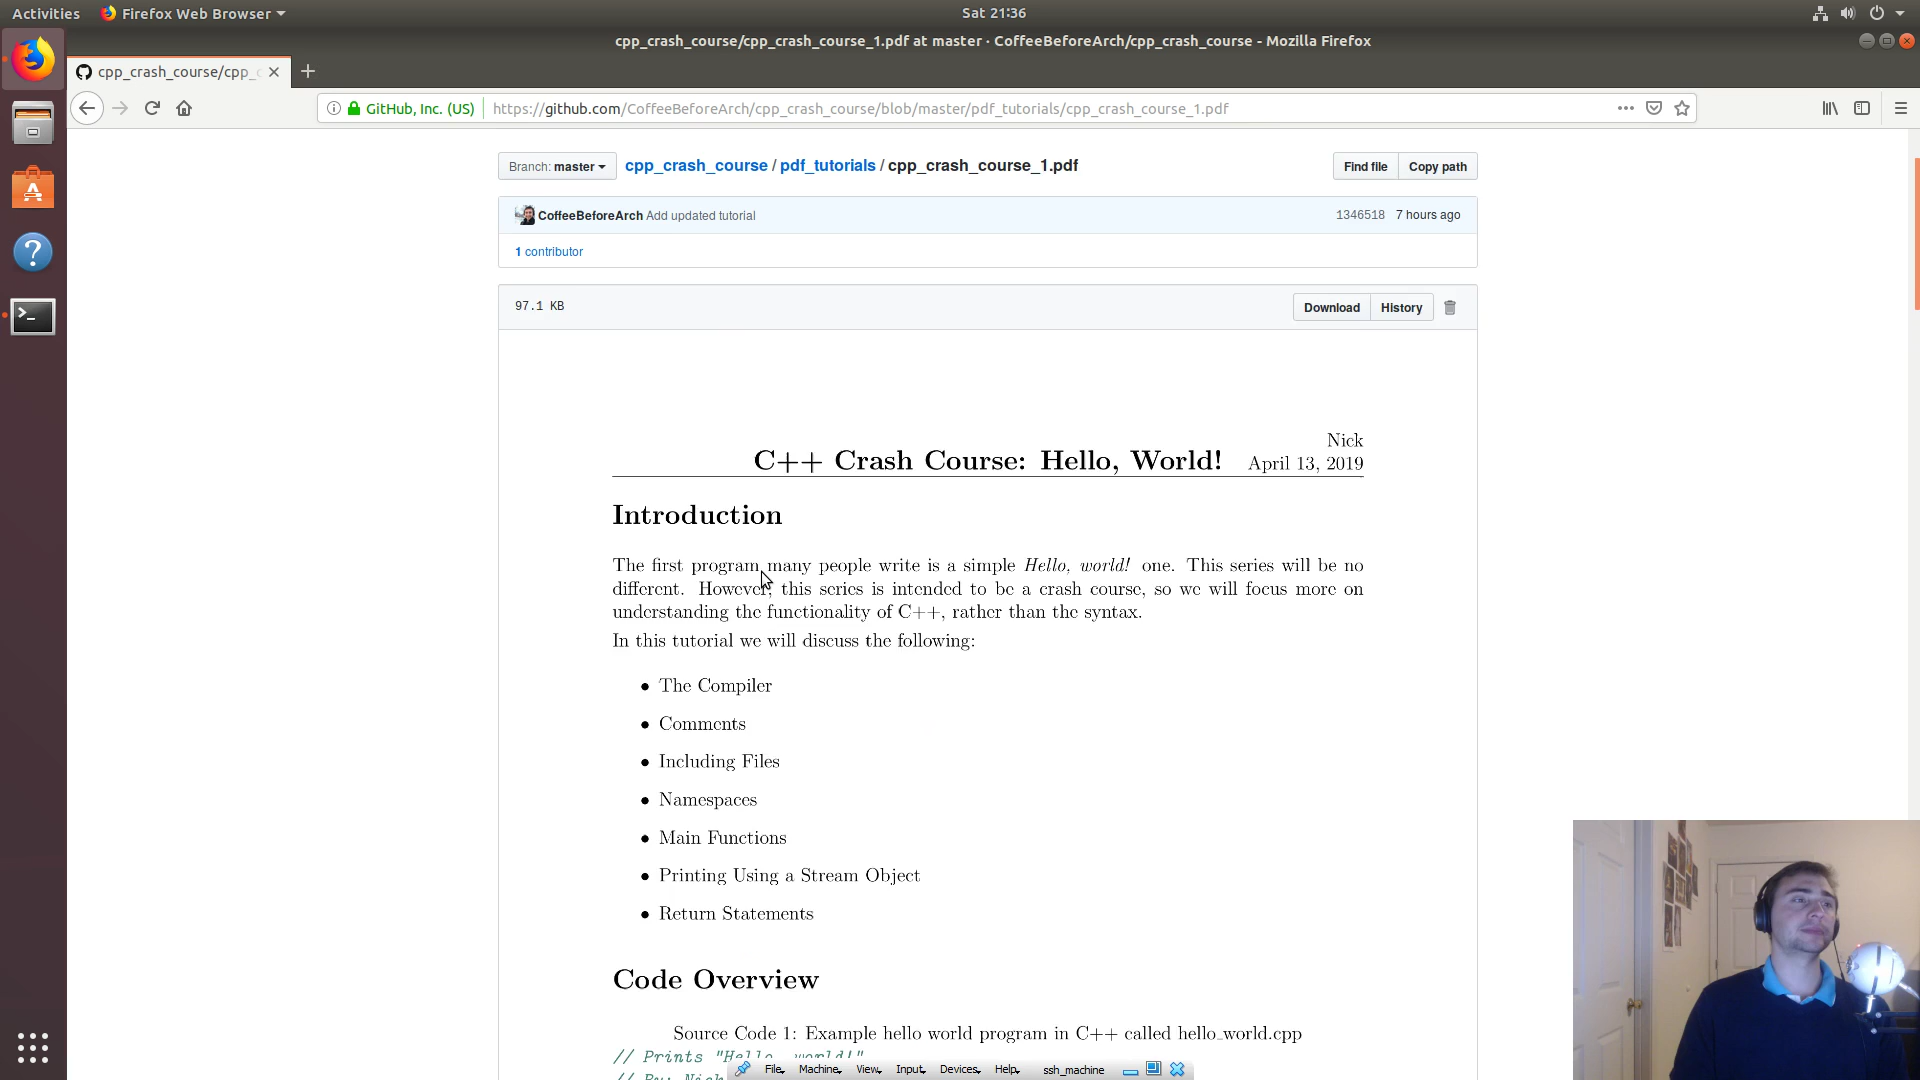 Activities
Firefox Web Browser
Sat 21:36
cpp_crash_course/cpp_crash_course_1.pdf at master · CoffeeBeforeArch/cpp_crash_course - Mozilla Firefox
cpp_crash_course/cpp_c
GitHub, Inc. (US)
https://github.com/CoffeeBeforeArch/cpp_crash_course/blob/master/pdf_tutorials/cpp_crash_course_1.pdf
Branch: master
cpp_crash_course / pdf_tutorials / cpp_crash_course_1.pdf
Find file
Copy path
CoffeeBeforeArch Add updated tutorial
1346518 7 hours ago
1 contributor
97.1 KB
Download
History
Nick
C++ Crash Course: Hello, World!
April 13, 2019
Introduction
The first program many people write is a simple Hello, world! one. This series will be no
different. However, this series is intended to be a crash course, so we will focus more on
understanding the functionality of C++, rather than the syntax.
In this tutorial we will discuss the following:
• The Compiler
• Comments
• Including Files
• Namespaces
• Main Functions
• Printing Using a Stream Object
• Return Statements
Code Overview
Source Code 1: Example hello world program in C++ called hello_world.cpp
// Prints "Hello, world!"
// By: Nick
File Machine View Input Devices Help ssh_machine